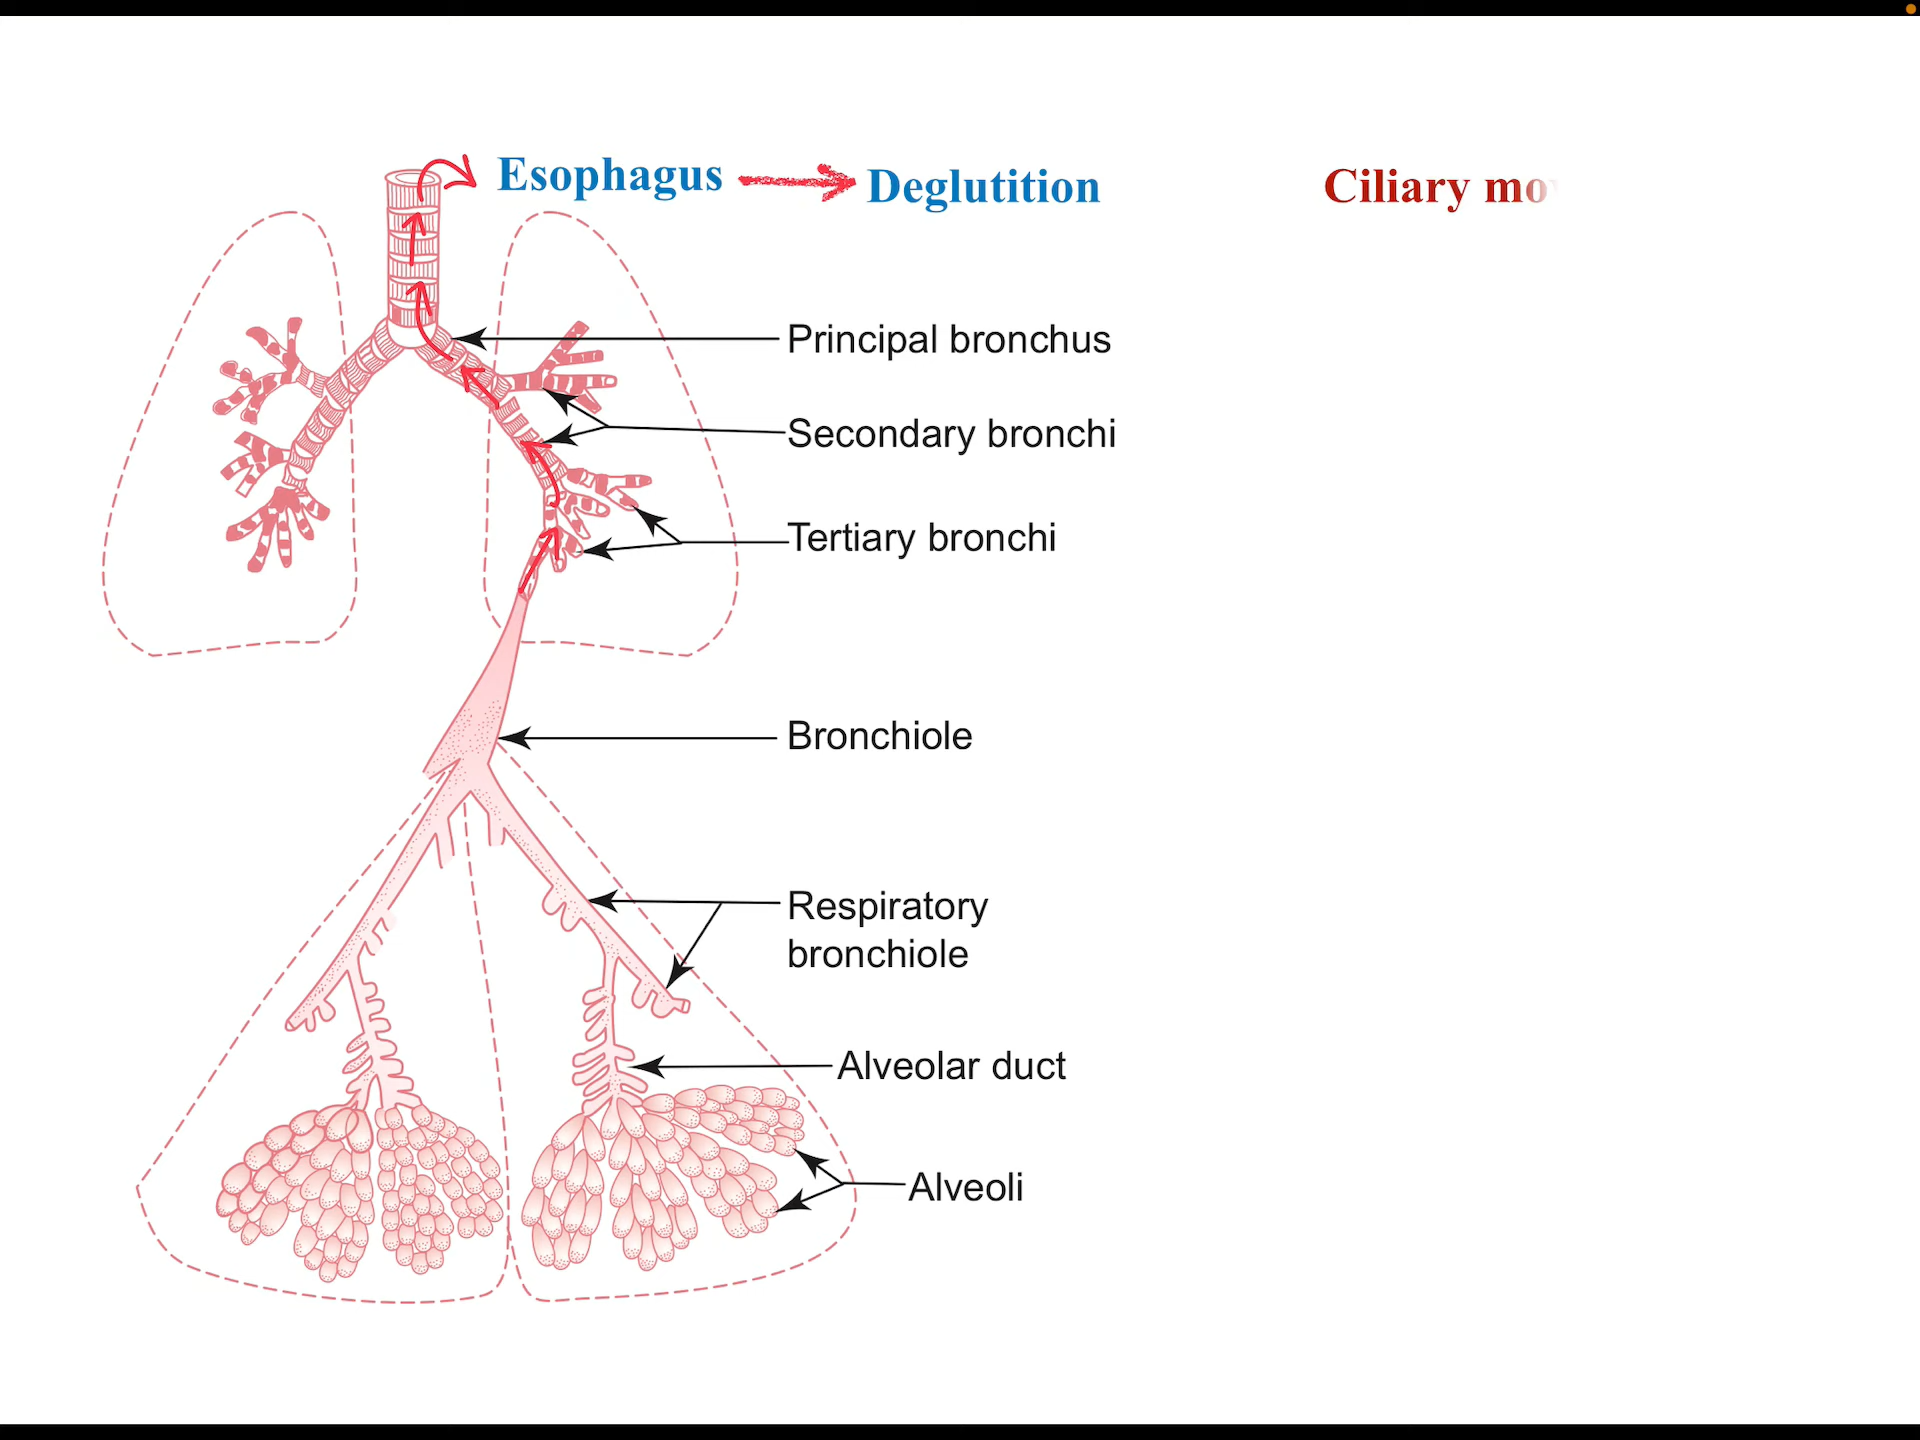 Esophagus
Deglutition
Ciliary mo
Principal bronchus
Secondary bronchi
Tertiary bronchi
Bronchiole
Respiratory
bronchiole
Alveolar duct
Alveoli